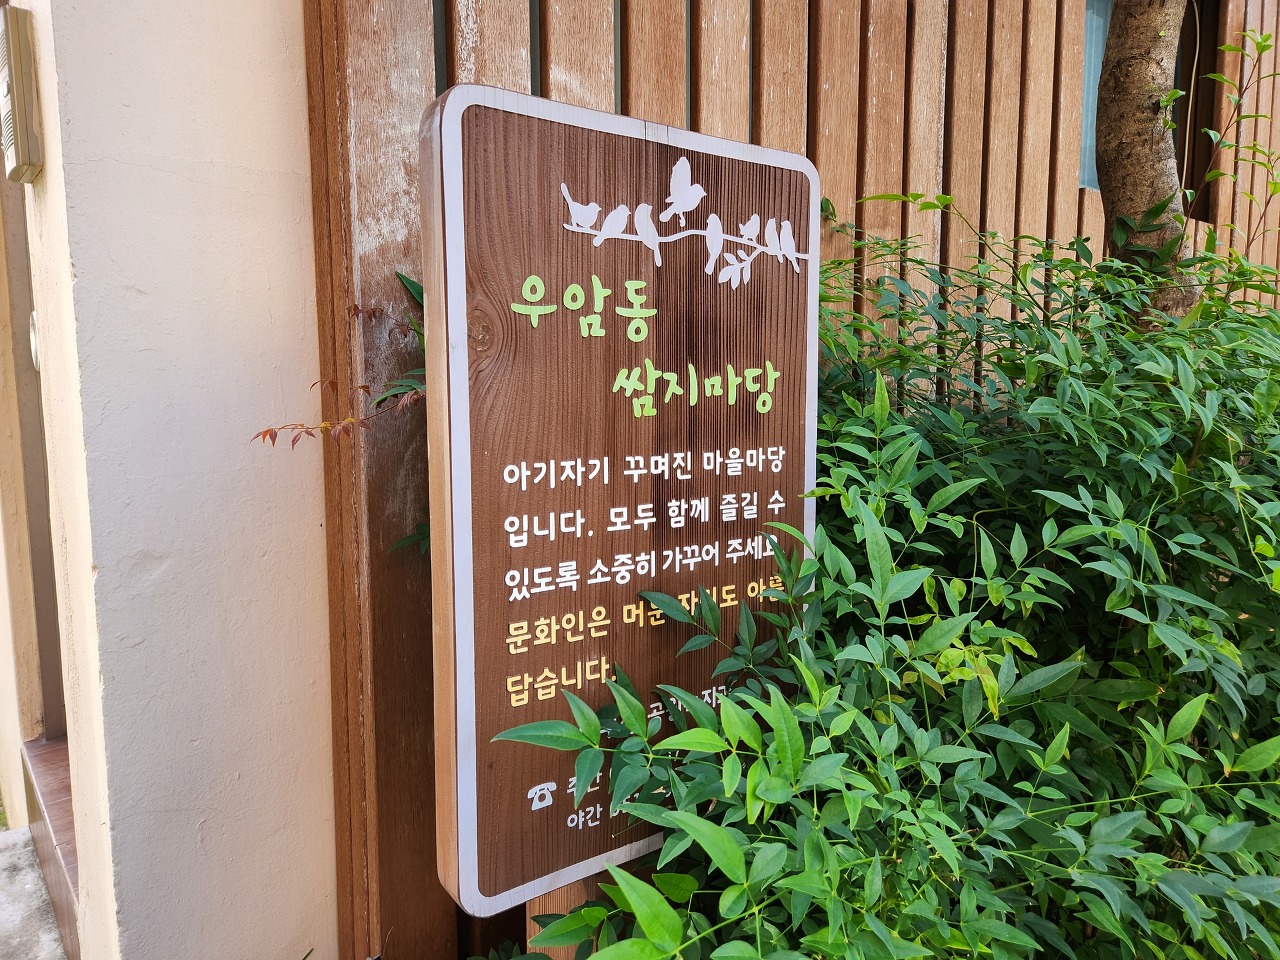 우암동
쌈지마당
아기자기 꾸며진 마을마당
입니다. 모두 함께 즐길 수
있도록 소중히 가꾸어 주세요
문화인은 머문
답습니다.
야간